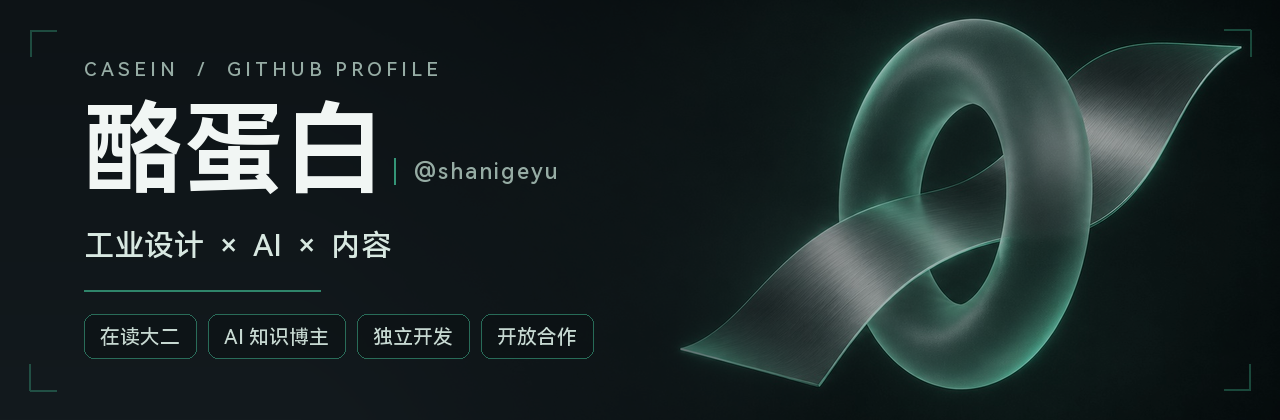 CASEIN / GITHUB PROFILE
酪蛋白 | @shanigeyu
工业设计 × AI × 内容
在读大二 AI 知识博主 独立开发 开放合作